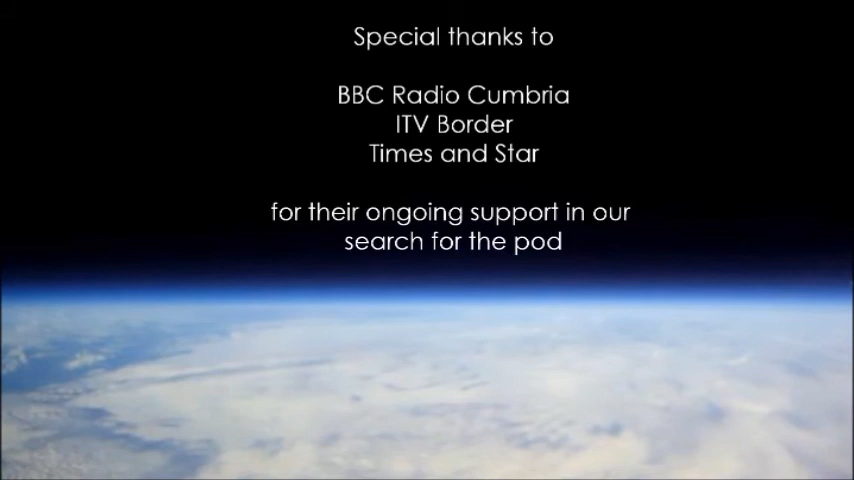 Special thanks to
BBC Radio Cumbria
ITV Border
Times and Star
for their ongoing support in our
search for the pod